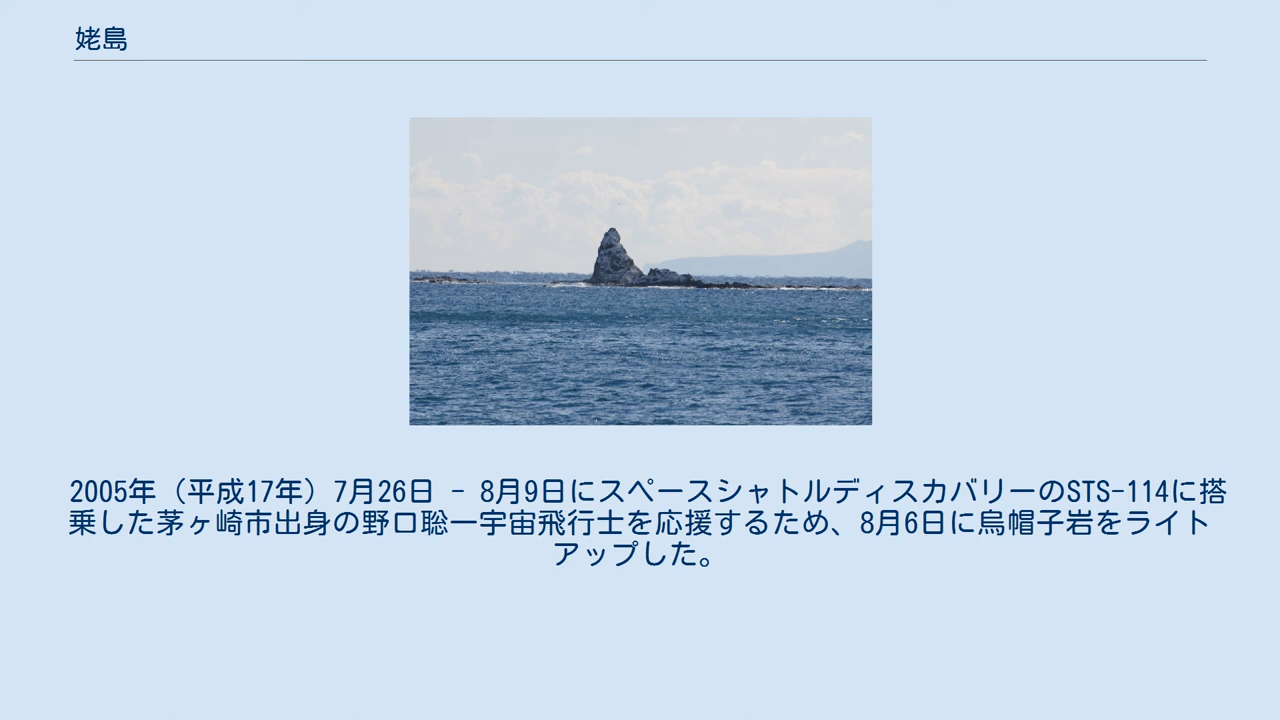 姥島
2005年（平成17年）7月26日 - 8月9日にスペースシャトルディスカバリーのSTS-114に搭
乗した茅ヶ崎市出身の野口聡一宇宙飛行士を応援するため、8月6日に烏帽子岩をライト
アップした。